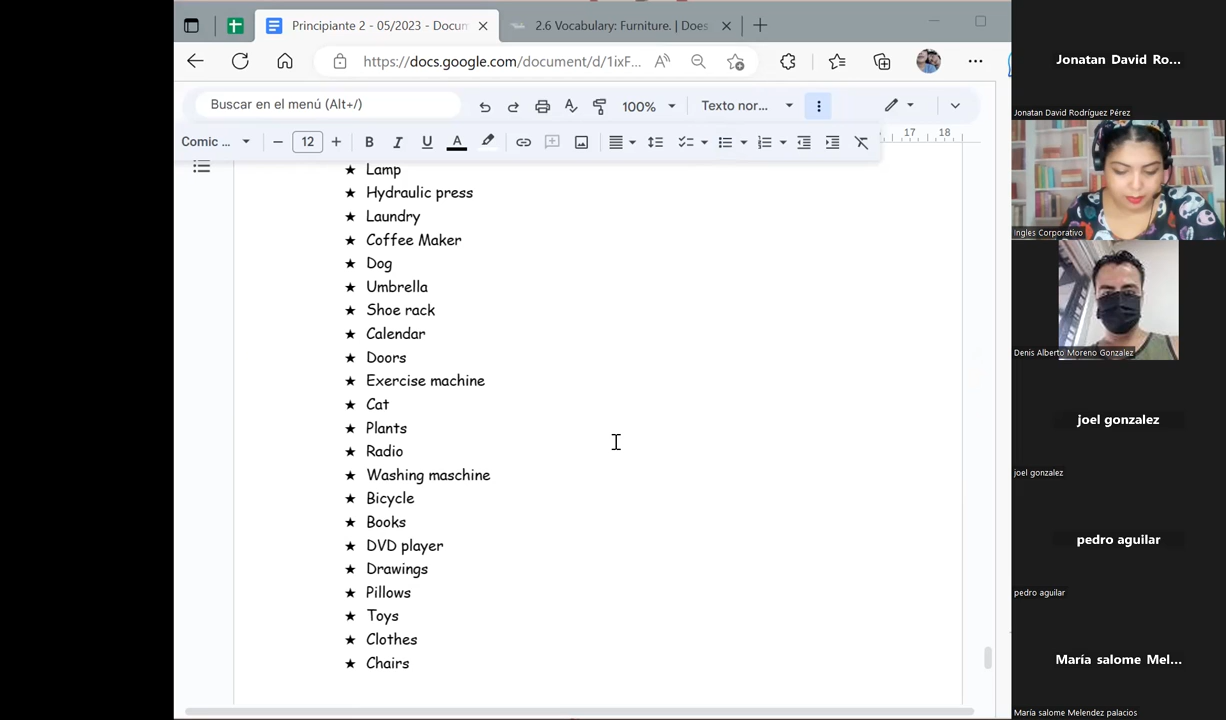 Principiante 2 - 05/2023 - Docum
2.6 Vocabulary: Furniture. | Does
https://docs.google.com/document/d/1ixF...
Buscar en el menú (Alt+/)
100%
Texto nor...
Comic ...
12
17 18
Lamp
Hydraulic press
Laundry
Coffee Maker
Dog
Umbrella
Shoe rack
Calendar
Doors
Exercise machine
Cat
Plants
Radio
Washing maschine
Bicycle
Books
DVD player
Drawings
Pillows
Toys
Clothes
Chairs
Jonatan David Ro...
Jonatan David Rodríguez Pérez
Ingles Corporativo
Denis Alberto Moreno Gonzalez
joel gonzalez
joel gonzalez
pedro aguilar
pedro aguilar
María salome Mel...
María salome Melendez palacios